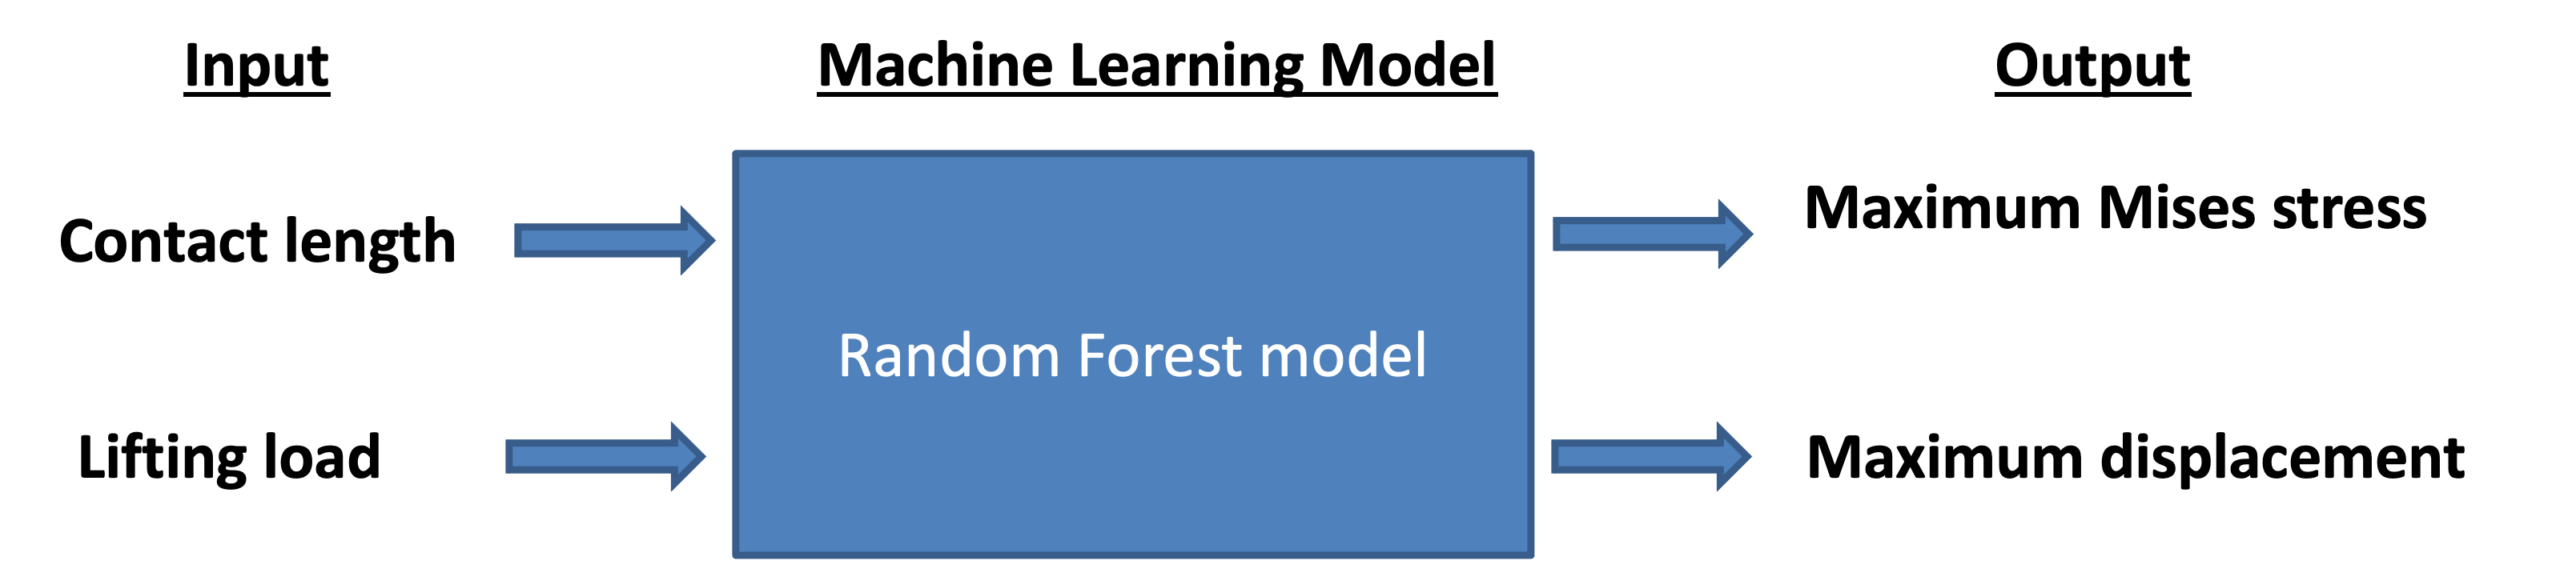 Input
Machine Learning Model
Output
Contact length
Maximum Mises stress
Random Forest model
Lifting load
Maximum displacement